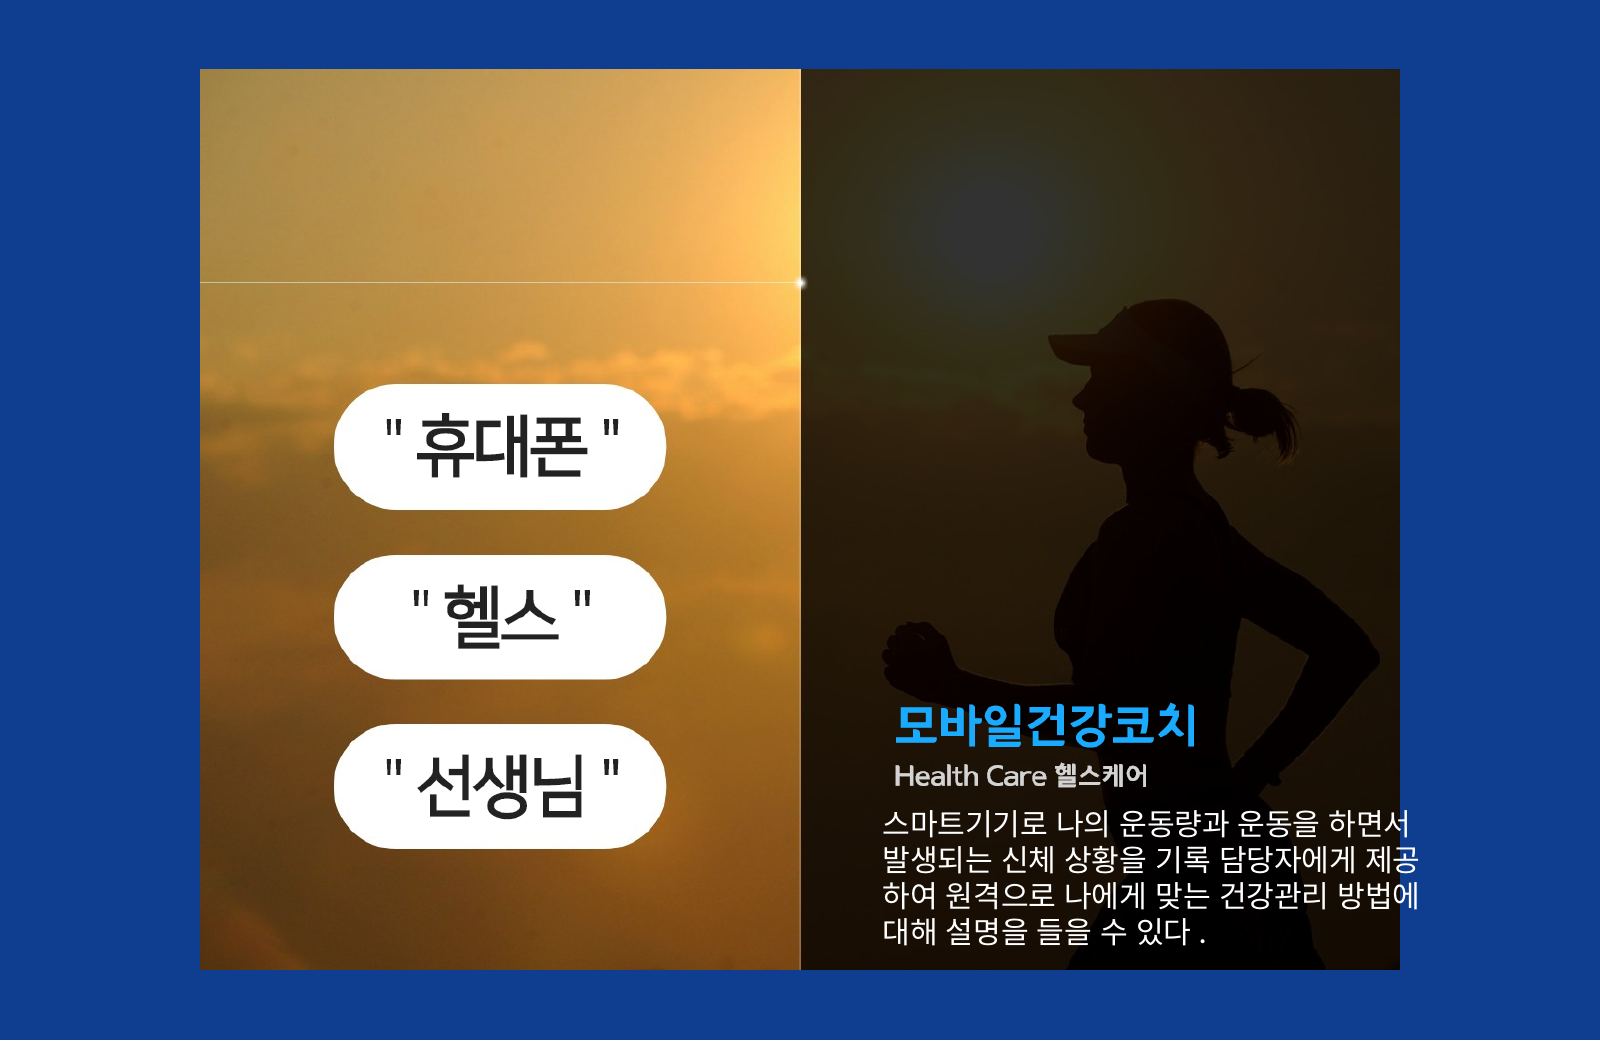 " 휴대폰 "
" 헬스 "
" 선생님 "
모바일건강코치
Health Care 헬스케어
스마트기기로 나의 운동량과 운동을 하면서
발생되는 신체 상황을 기록 담당자에게 제공
하여 원격으로 나에게 맞는 건강관리 방법에
대해 설명을 들을 수 있다 .